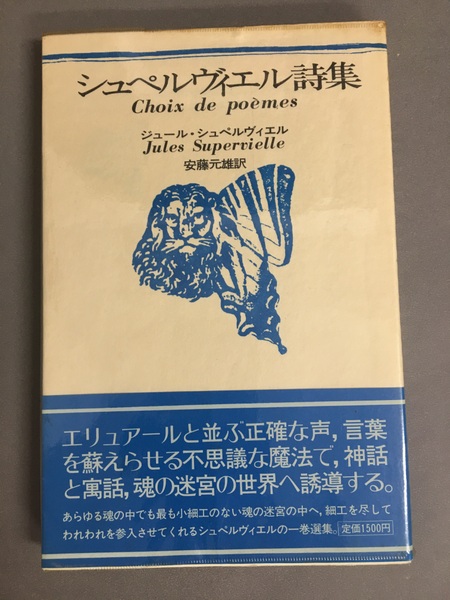 シュペルヴィエル詩集
Choix de poèmes
ジュール・シュペルヴィエル
Jules Supervielle
安藤元雄訳
エリュアールと並ぶ正確な声，言葉
を蘇えらせる不思議な魔法で，神話
と寓話，魂の迷宮の世界へ誘導する。
あらゆる魂の中でも最も小細工のない魂の迷宮の中へ，細工を尽して
われわれを参入させてくれるシュペルヴィエルの一巻選集。定価1500円